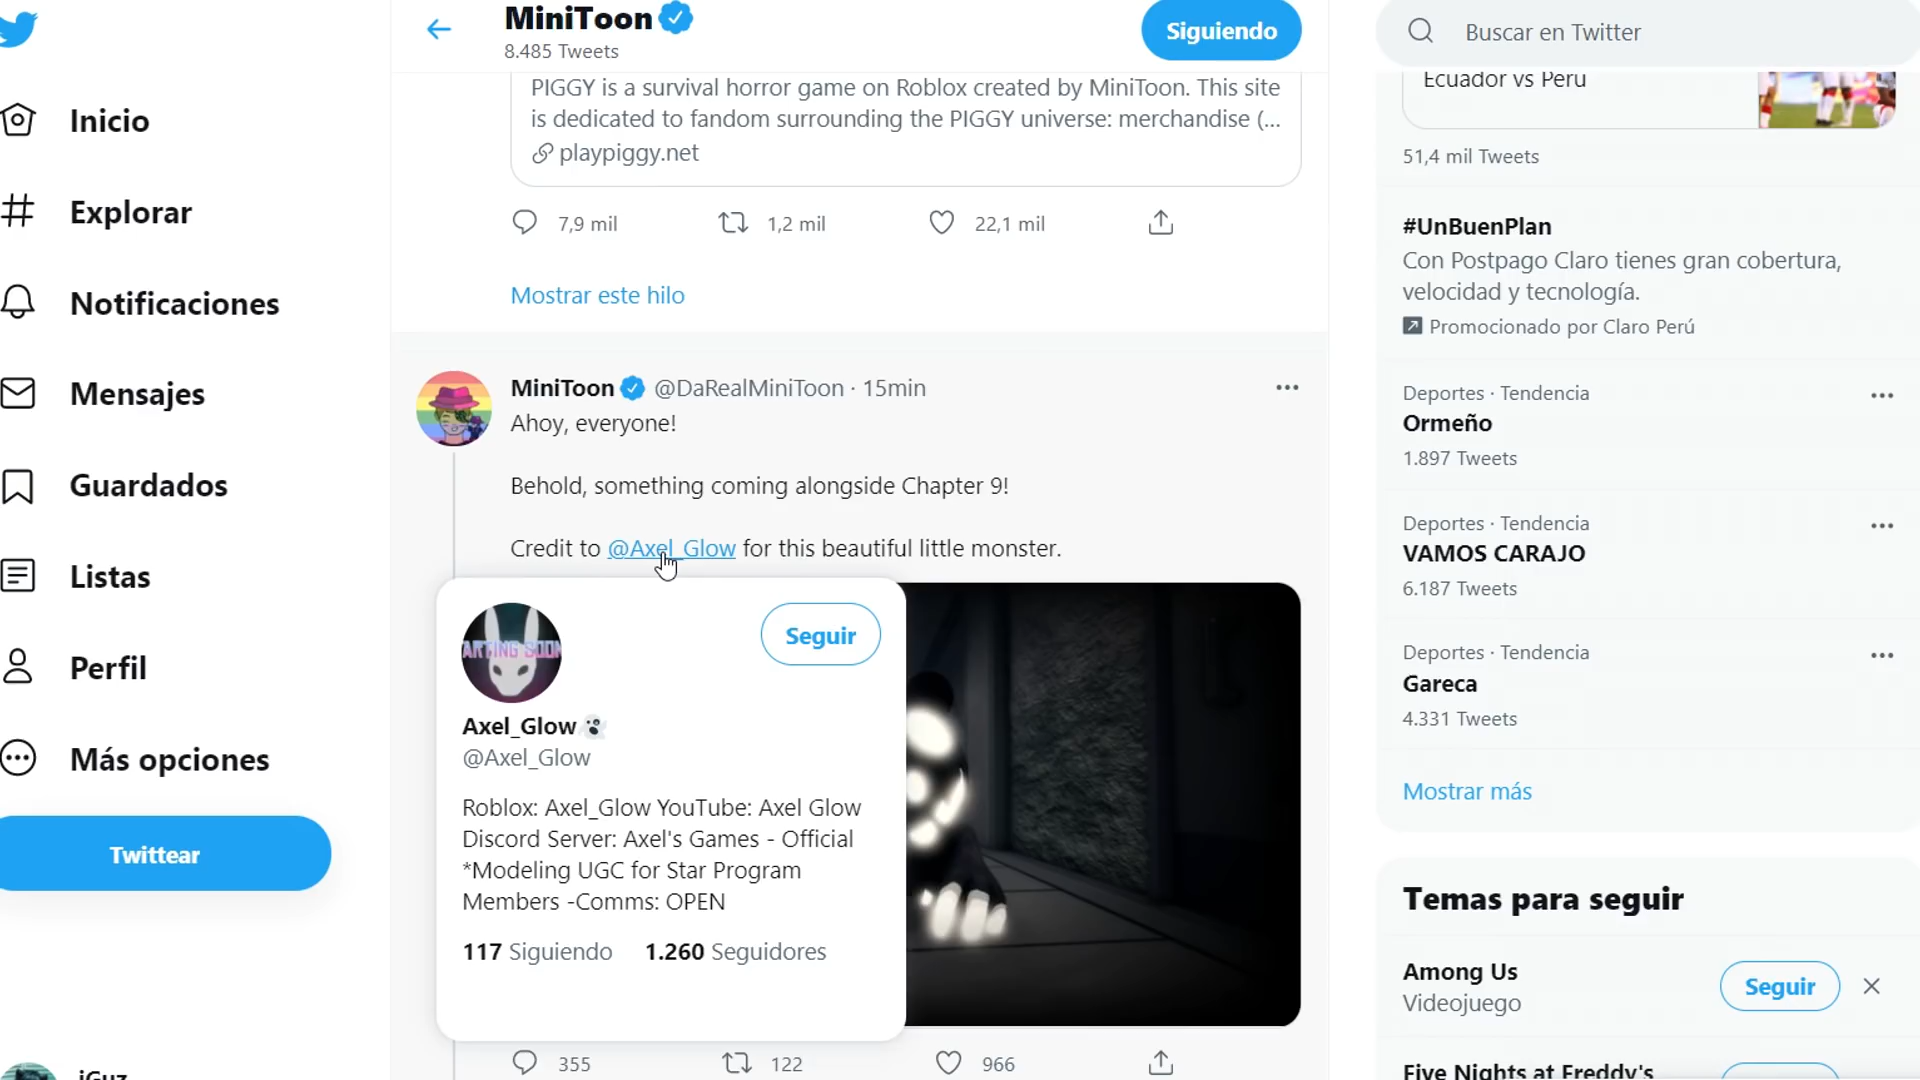 Inicio
Explorar
Notificaciones
Mensajes
Guardados
Listas
Perfil
Más opciones
Twittear
iGuz
MiniToon
8.485 Tweets
Siguiendo
PIGGY is a survival horror game on Roblox created by MiniToon. This site
is dedicated to fandom surrounding the PIGGY universe: merchandise (...
playpiggy.net
7,9 mil
1,2 mil
22,1 mil
Mostrar este hilo
MiniToon @DaRealMiniToon · 15min
Ahoy, everyone!
Behold, something coming alongside Chapter 9!
Credit to @Axel_Glow for this beautiful little monster.
ARTING SOON
Seguir
Axel_Glow
@Axel_Glow
Roblox: Axel_Glow YouTube: Axel Glow
Discord Server: Axel's Games - Official
*Modeling UGC for Star Program
Members -Comms: OPEN
117 Siguiendo 1.260 Seguidores
355
122
966
Buscar en Twitter
Ecuador vs Perú
51,4 mil Tweets
#UnBuenPlan
Con Postpago Claro tienes gran cobertura,
velocidad y tecnología.
Promocionado por Claro Perú
Deportes · Tendencia
Ormeño
1.897 Tweets
Deportes · Tendencia
VAMOS CARAJO
6.187 Tweets
Deportes · Tendencia
Gareca
4.331 Tweets
Mostrar más
Temas para seguir
Among Us
Videojuego
Seguir
Five Nights at Freddy's